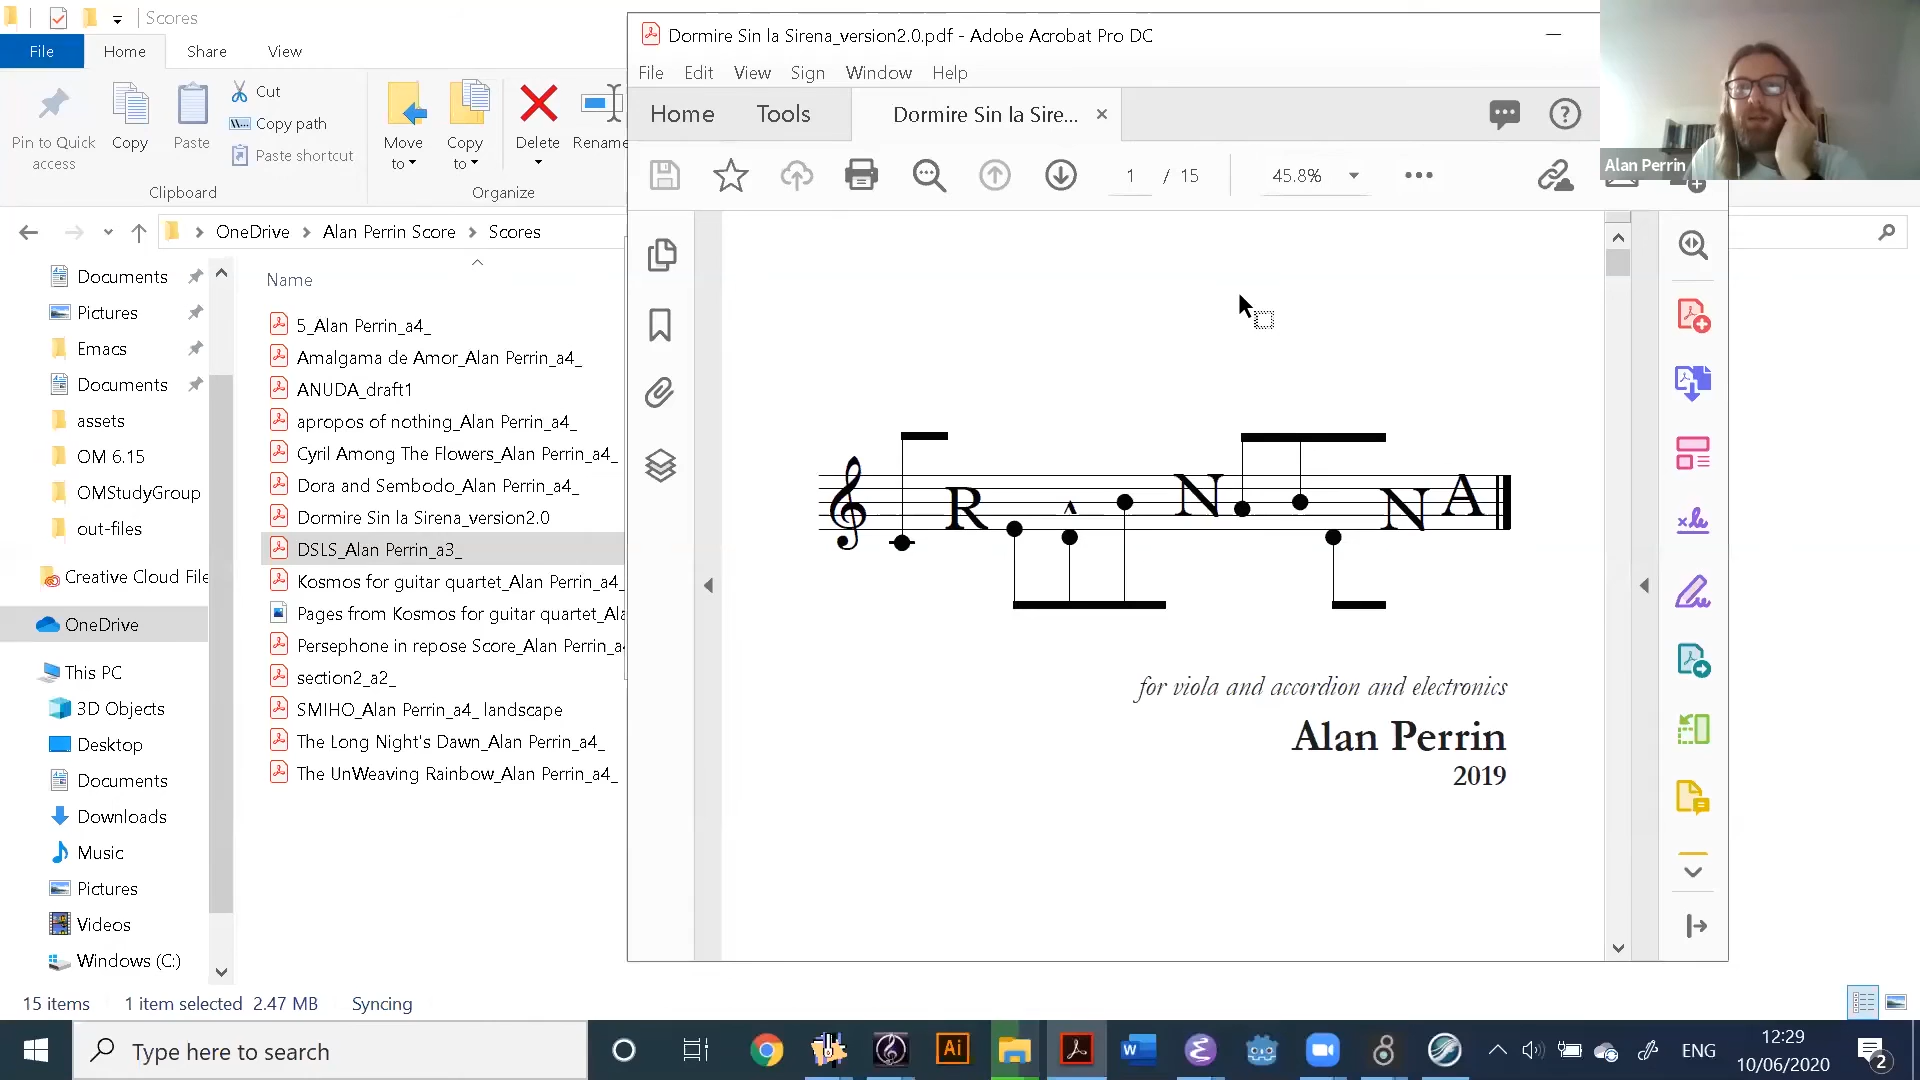 Scores
File
Home
Share
View
Pin to Quick access
Copy
Paste
Cut
Copy path
Paste shortcut
Clipboard
Move to
Copy to
Delete
Rename
Organize
OneDrive
Alan Perrin Score
Scores
Documents
Pictures
Emacs
Documents
assets
OM 6.15
OMStudyGroup
out-files
Creative Cloud File
OneDrive
This PC
3D Objects
Desktop
Documents
Downloads
Music
Pictures
Videos
Windows (C:)
Name
5_Alan Perrin_a4_
Amalgama de Amor_Alan Perrin_a4_
ANUDA_draft1
apropos of nothing_Alan Perrin_a4_
Cyril Among The Flowers_Alan Perrin_a4_
Dora and Sembodo_Alan Perrin_a4_
Dormire Sin la Sirena_version2.0
DSLS_Alan Perrin_a3_
Kosmos for guitar quartet_Alan Perrin_a4_
Pages from Kosmos for guitar quartet_Ala
Persephone in repose Score_Alan Perrin_a4
section2_a2_
SMIHO_Alan Perrin_a4_ landscape
The Long Night's Dawn_Alan Perrin_a4_
The UnWeaving Rainbow_Alan Perrin_a4_
15 items 1 item selected 2.47 MB Syncing
Dormire Sin la Sirena_version2.0.pdf - Adobe Acrobat Pro DC
File Edit View Sign Window Help
Home Tools Dormire Sin la Sire...
1 / 15 45.8%
R N N A
for viola and accordion and electronics
Alan Perrin
2019
Alan Perrin
Type here to search
Ai
ENG
12:29
10/06/2020
2